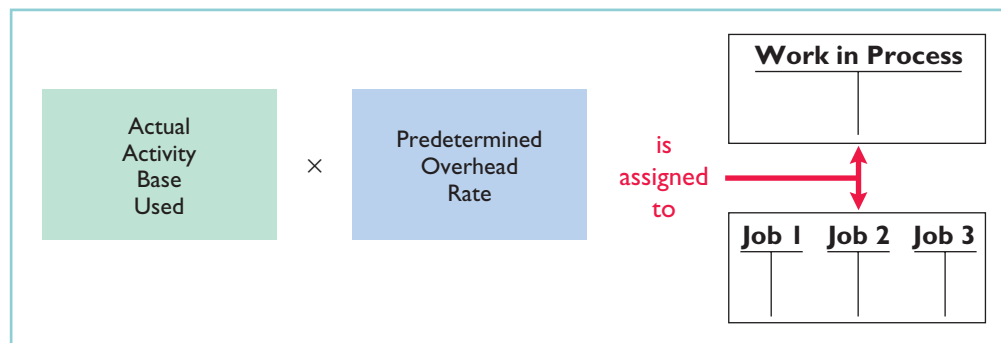 Actual
Activity
Base
Used
×
Predetermined
Overhead
Rate
is
assigned
to
Work in Process
Job 1 Job 2 Job 3